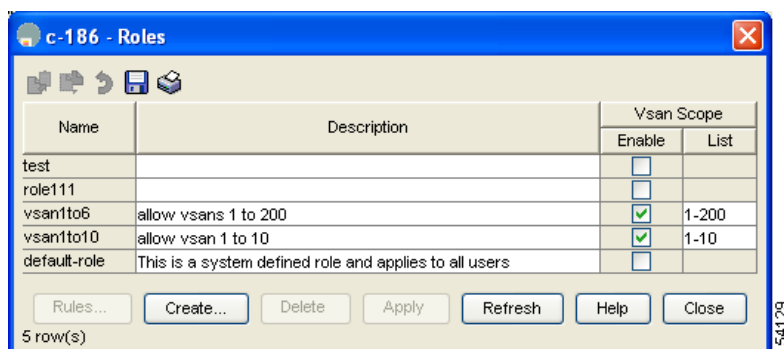 c-186 - Roles
Name Description Vsan Scope
Enable List
test
role111
vsan1to6 allow vsans 1 to 200 1-200
vsan1to10 allow vsan 1 to 10 1-10
default-role This is a system defined role and applies to all users
Rules... Create... Delete Apply Refresh Help Close
5 row(s)
54129